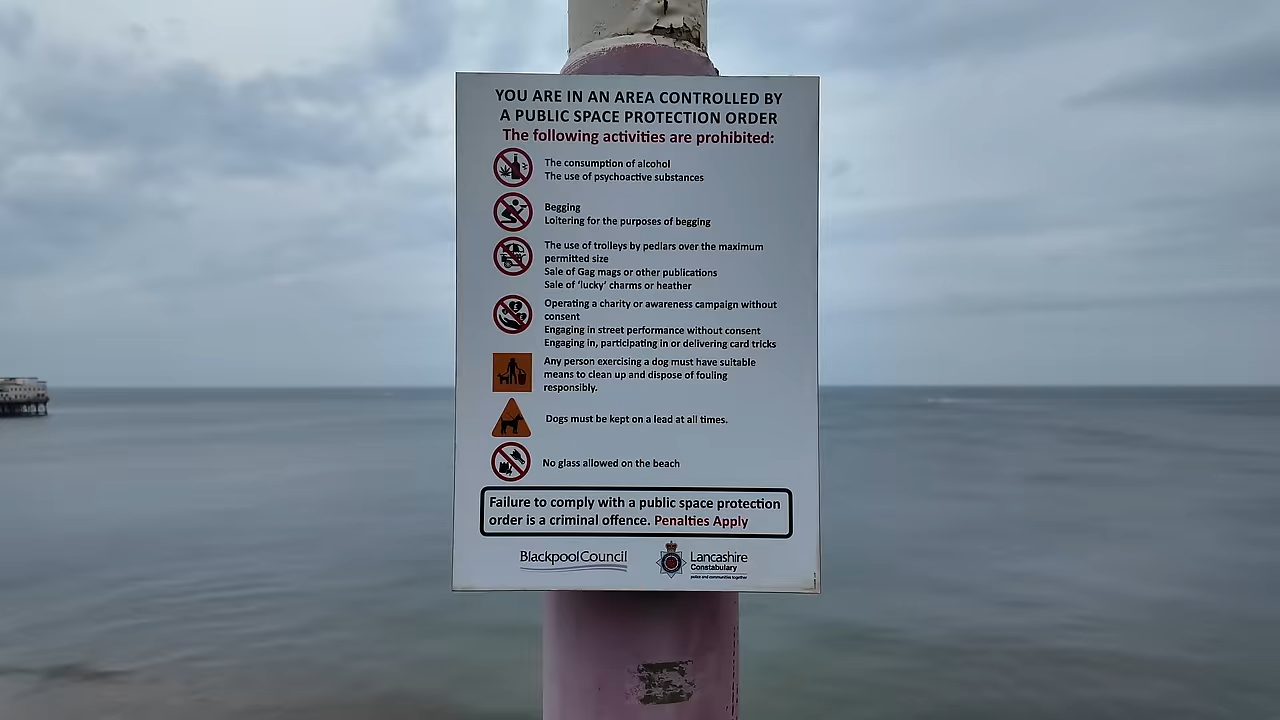 YOU ARE IN AN AREA CONTROLLED BY
A PUBLIC SPACE PROTECTION ORDER
The following activities are prohibited:
The consumption of alcohol
The use of psychoactive substances
Begging
Loitering for the purposes of begging
The use of trolleys by pedlars over the maximum
permitted size
Sale of Gag mags or other publications
Sale of 'lucky' charms or heather
Operating a charity or awareness campaign without
consent
Engaging in street performance without consent
Engaging in, participating in or delivering card tricks
Any person exercising a dog must have suitable
means to clean up and dispose of fouling
responsibly.
Dogs must be kept on a lead at all times.
No glass allowed on the beach
Failure to comply with a public space protection
order is a criminal offence. Penalties Apply
BlackpoolCouncil
Lancashire
Constabulary
police and communities together